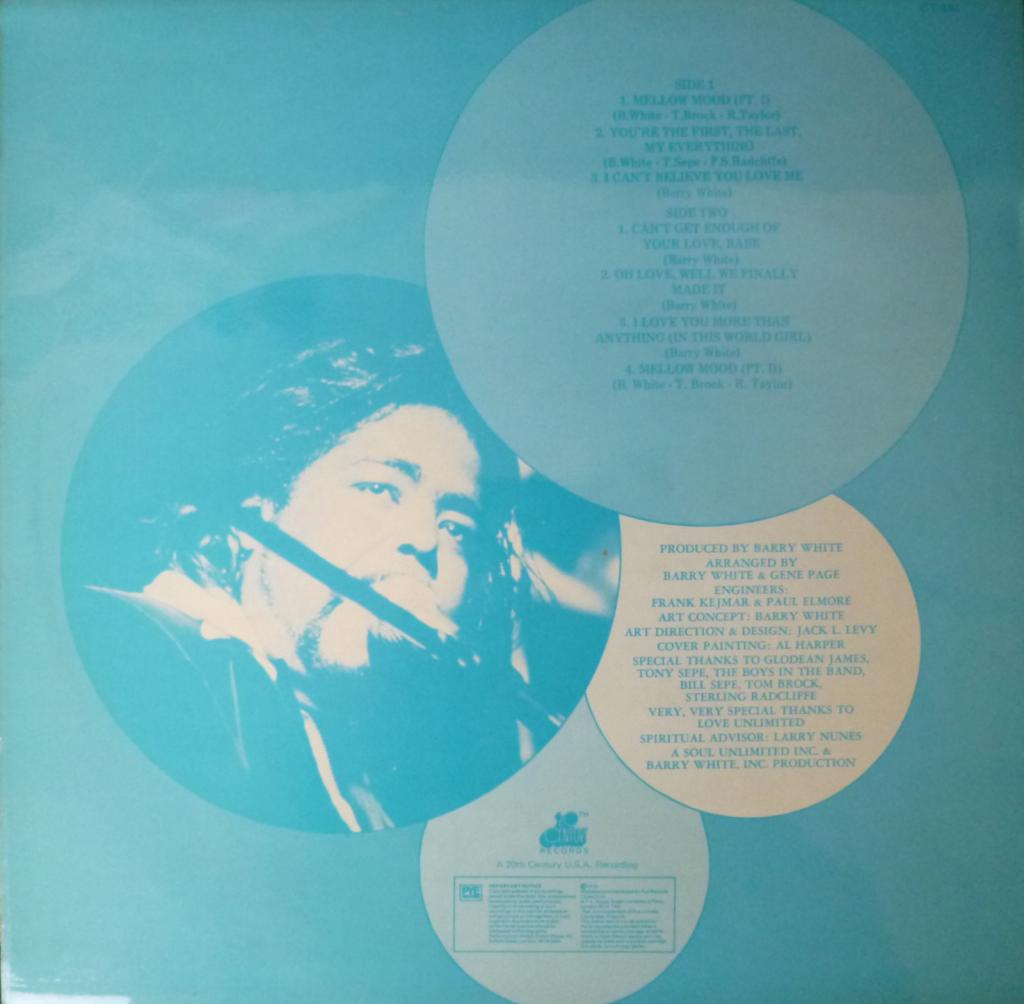 SIDE 1
1. MELLOW MOOD (PT. I)
(B.White - T.Brock - R.Taylor)
2. YOU'RE THE FIRST, THE LAST,
MY EVERYTHING
(B.White - T.Sepe - P.S.Radcliffe)
3. I CAN'T BELIEVE YOU LOVE ME
(Barry White)
SIDE TWO
1. CAN'T GET ENOUGH OF
YOUR LOVE, BABE
(Barry White)
2. OH LOVE, WELL WE FINALLY
MADE IT
(Barry White)
3. I LOVE YOU MORE THAN
ANYTHING (IN THIS WORLD GIRL)
(Barry White)
4. MELLOW MOOD (PT. II)
(B. White - T. Brock - R. Taylor)
PRODUCED BY BARRY WHITE
ARRANGED BY
BARRY WHITE & GENE PAGE
ENGINEERS:
FRANK KEJMAR & PAUL ELMORE
ART CONCEPT: BARRY WHITE
ART DIRECTION & DESIGN: JACK L. LEVY
COVER PAINTING: AL HARPER
SPECIAL THANKS TO GLODEAN JAMES,
TONY SEPE, THE BOYS IN THE BAND,
BILL SEPE, TOM BROCK,
STERLING RADCLIFFE
VERY, VERY SPECIAL THANKS TO
LOVE UNLIMITED
SPIRITUAL ADVISOR: LARRY NUNES
A SOUL UNLIMITED INC. &
BARRY WHITE, INC. PRODUCTION
20TH
Century
RECORDS
A 20th Century U.S.A. Recording
PYE
IMPORTANT NOTICE